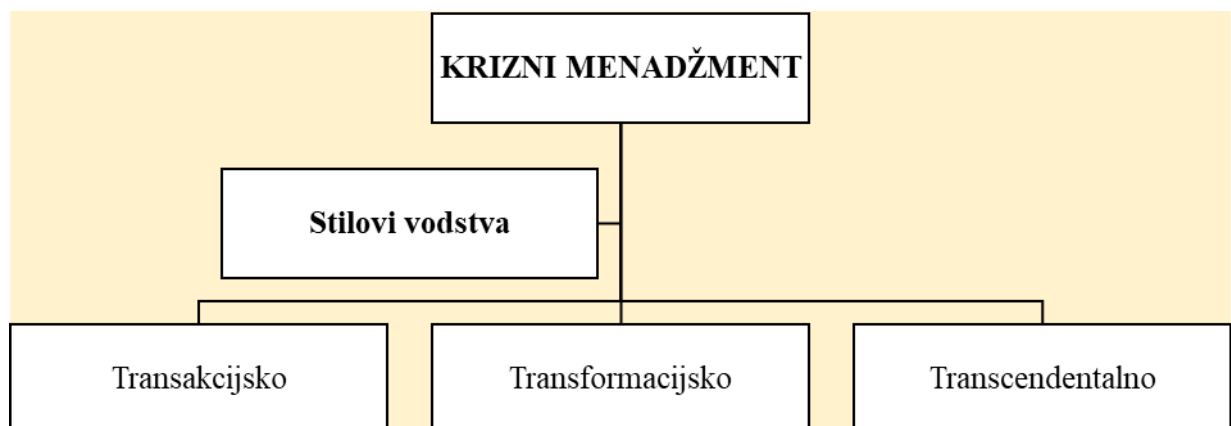 KRIZNI MENADŽMENT
Stilovi vodstva
Transakcijsko
Transformacijsko
Transcendentalno